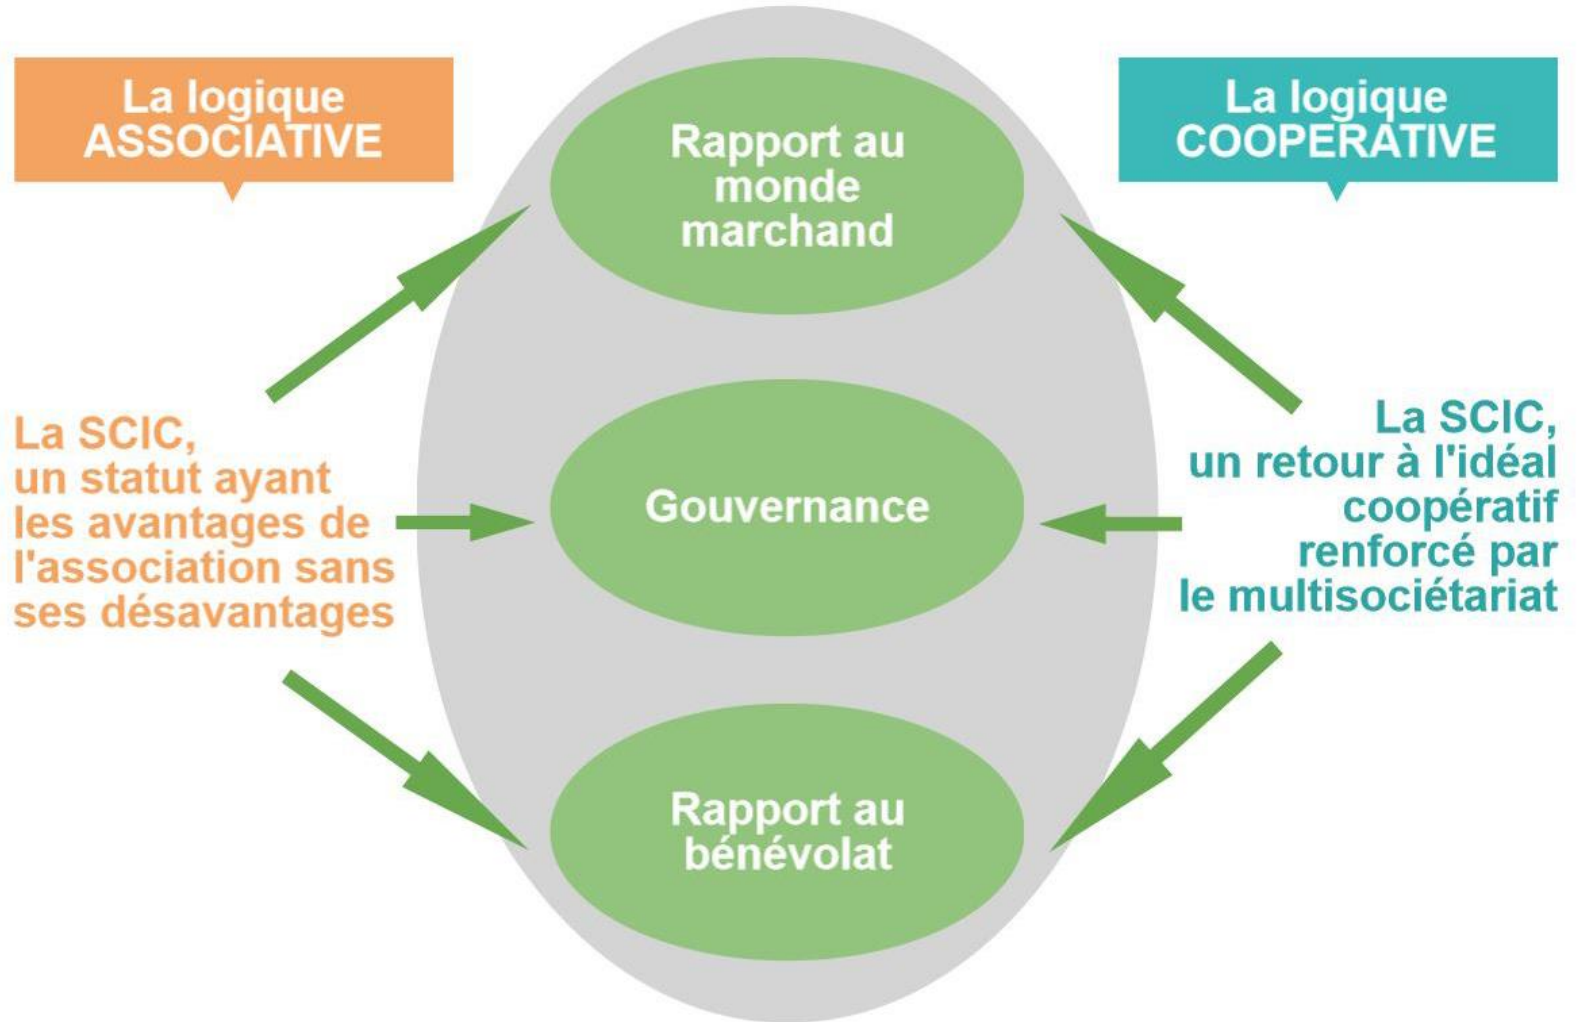 La logique
ASSOCIATIVE
La logique
COOPERATIVE
Rapport au
monde
marchand
La SCIC,
un statut ayant
les avantages de
l'association sans
ses désavantages
Gouvernance
La SCIC,
un retour à l'idéal
coopératif
renforcé par
le multisociétariat
Rapport au
bénévolat